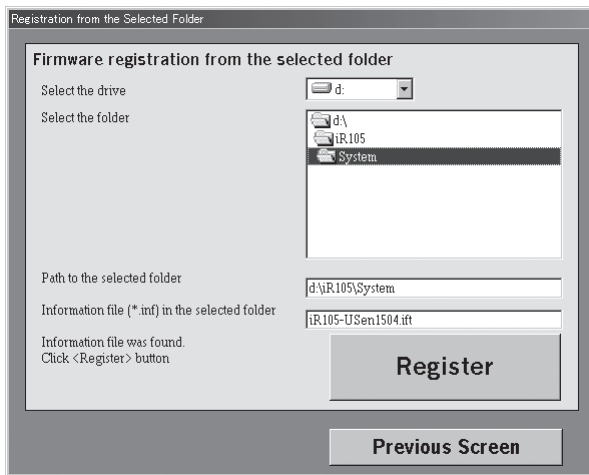 Registration from the Selected Folder
Firmware registration from the selected folder
Select the drive
d:
Select the folder
d:\
iR105
System
Path to the selected folder
d:\iR105\System
Information file (*.inf) in the selected folder
iR105-USen1504.ift
Information file was found.
Click <Register> button
Register
Previous Screen